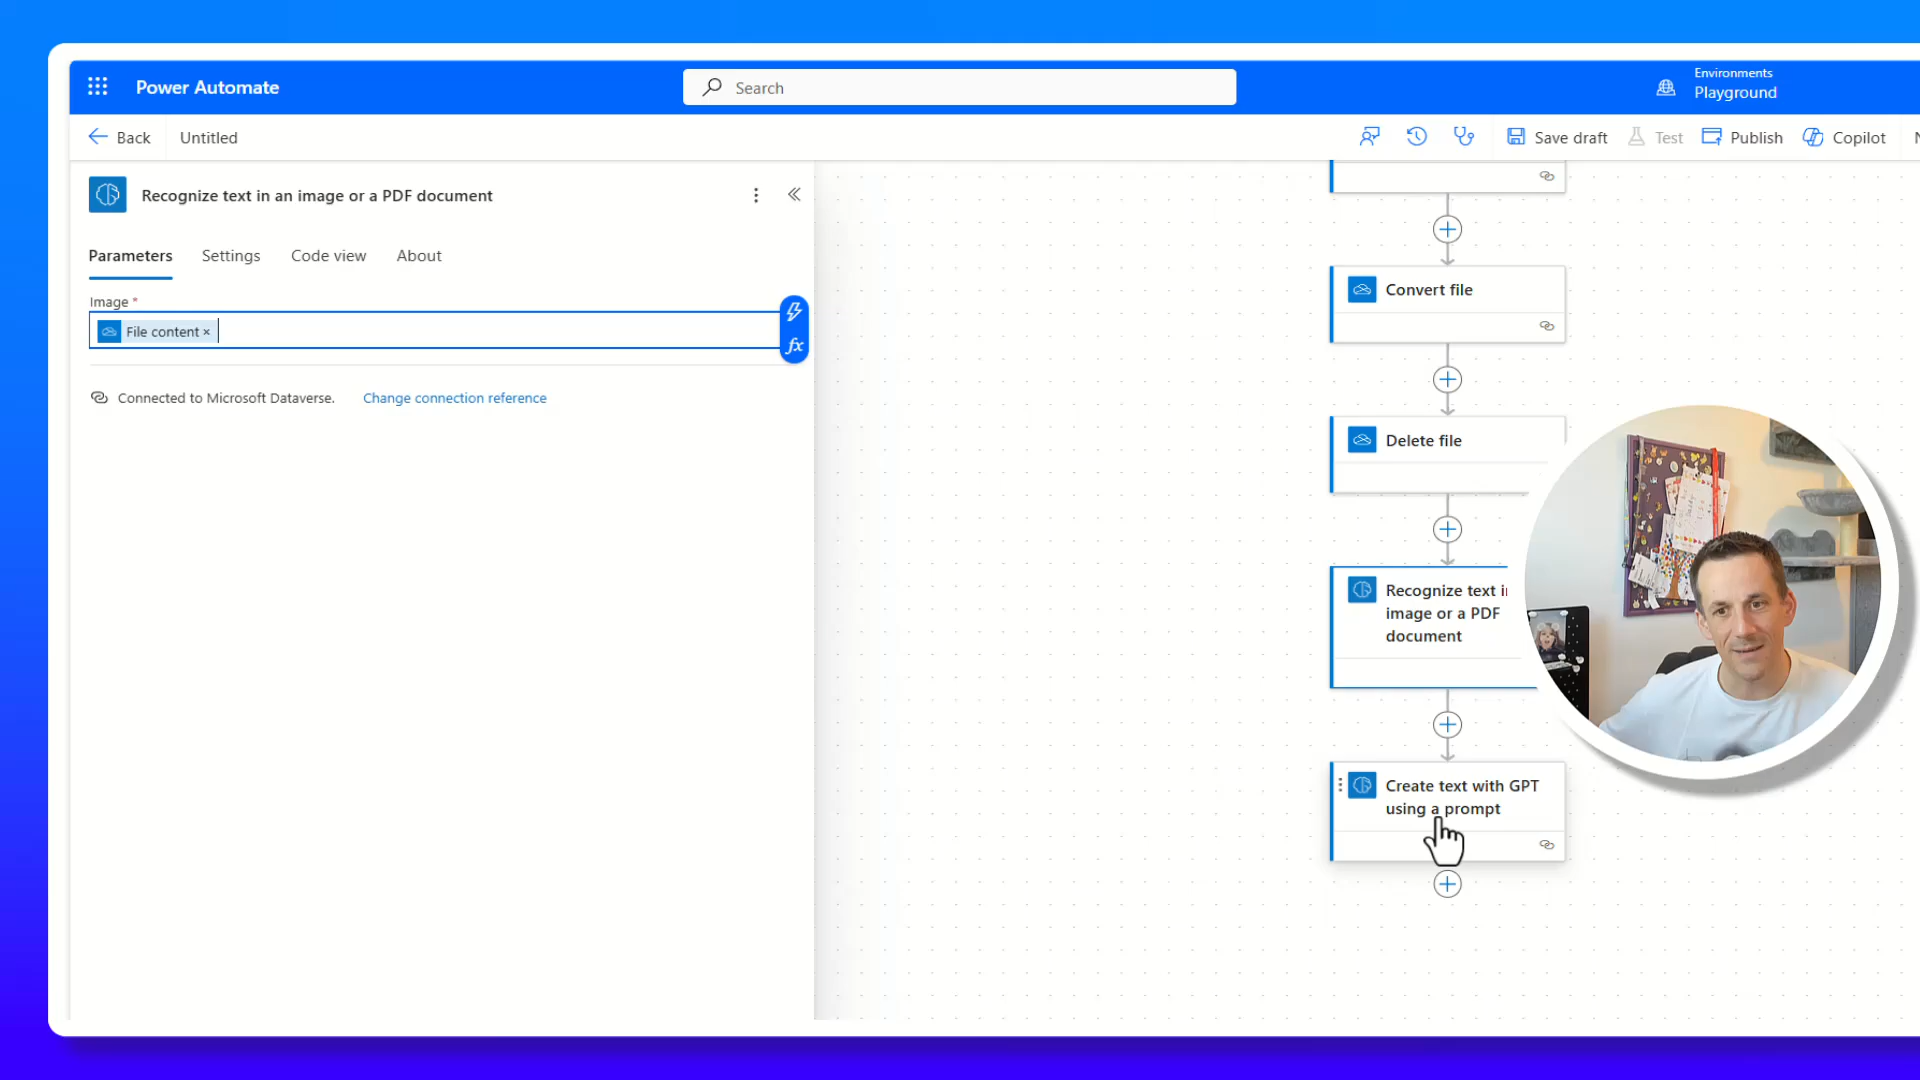 Power Automate
Search
Environments
Playground
Back
Untitled
Save draft
Test
Publish
Copilot
Recognize text in an image or a PDF document
Parameters
Settings
Code view
About
Image *
File content ×
fx
Connected to Microsoft Dataverse.
Change connection reference
Convert file
Delete file
Recognize text
image or a PDF
document
Create text with GPT
using a prompt